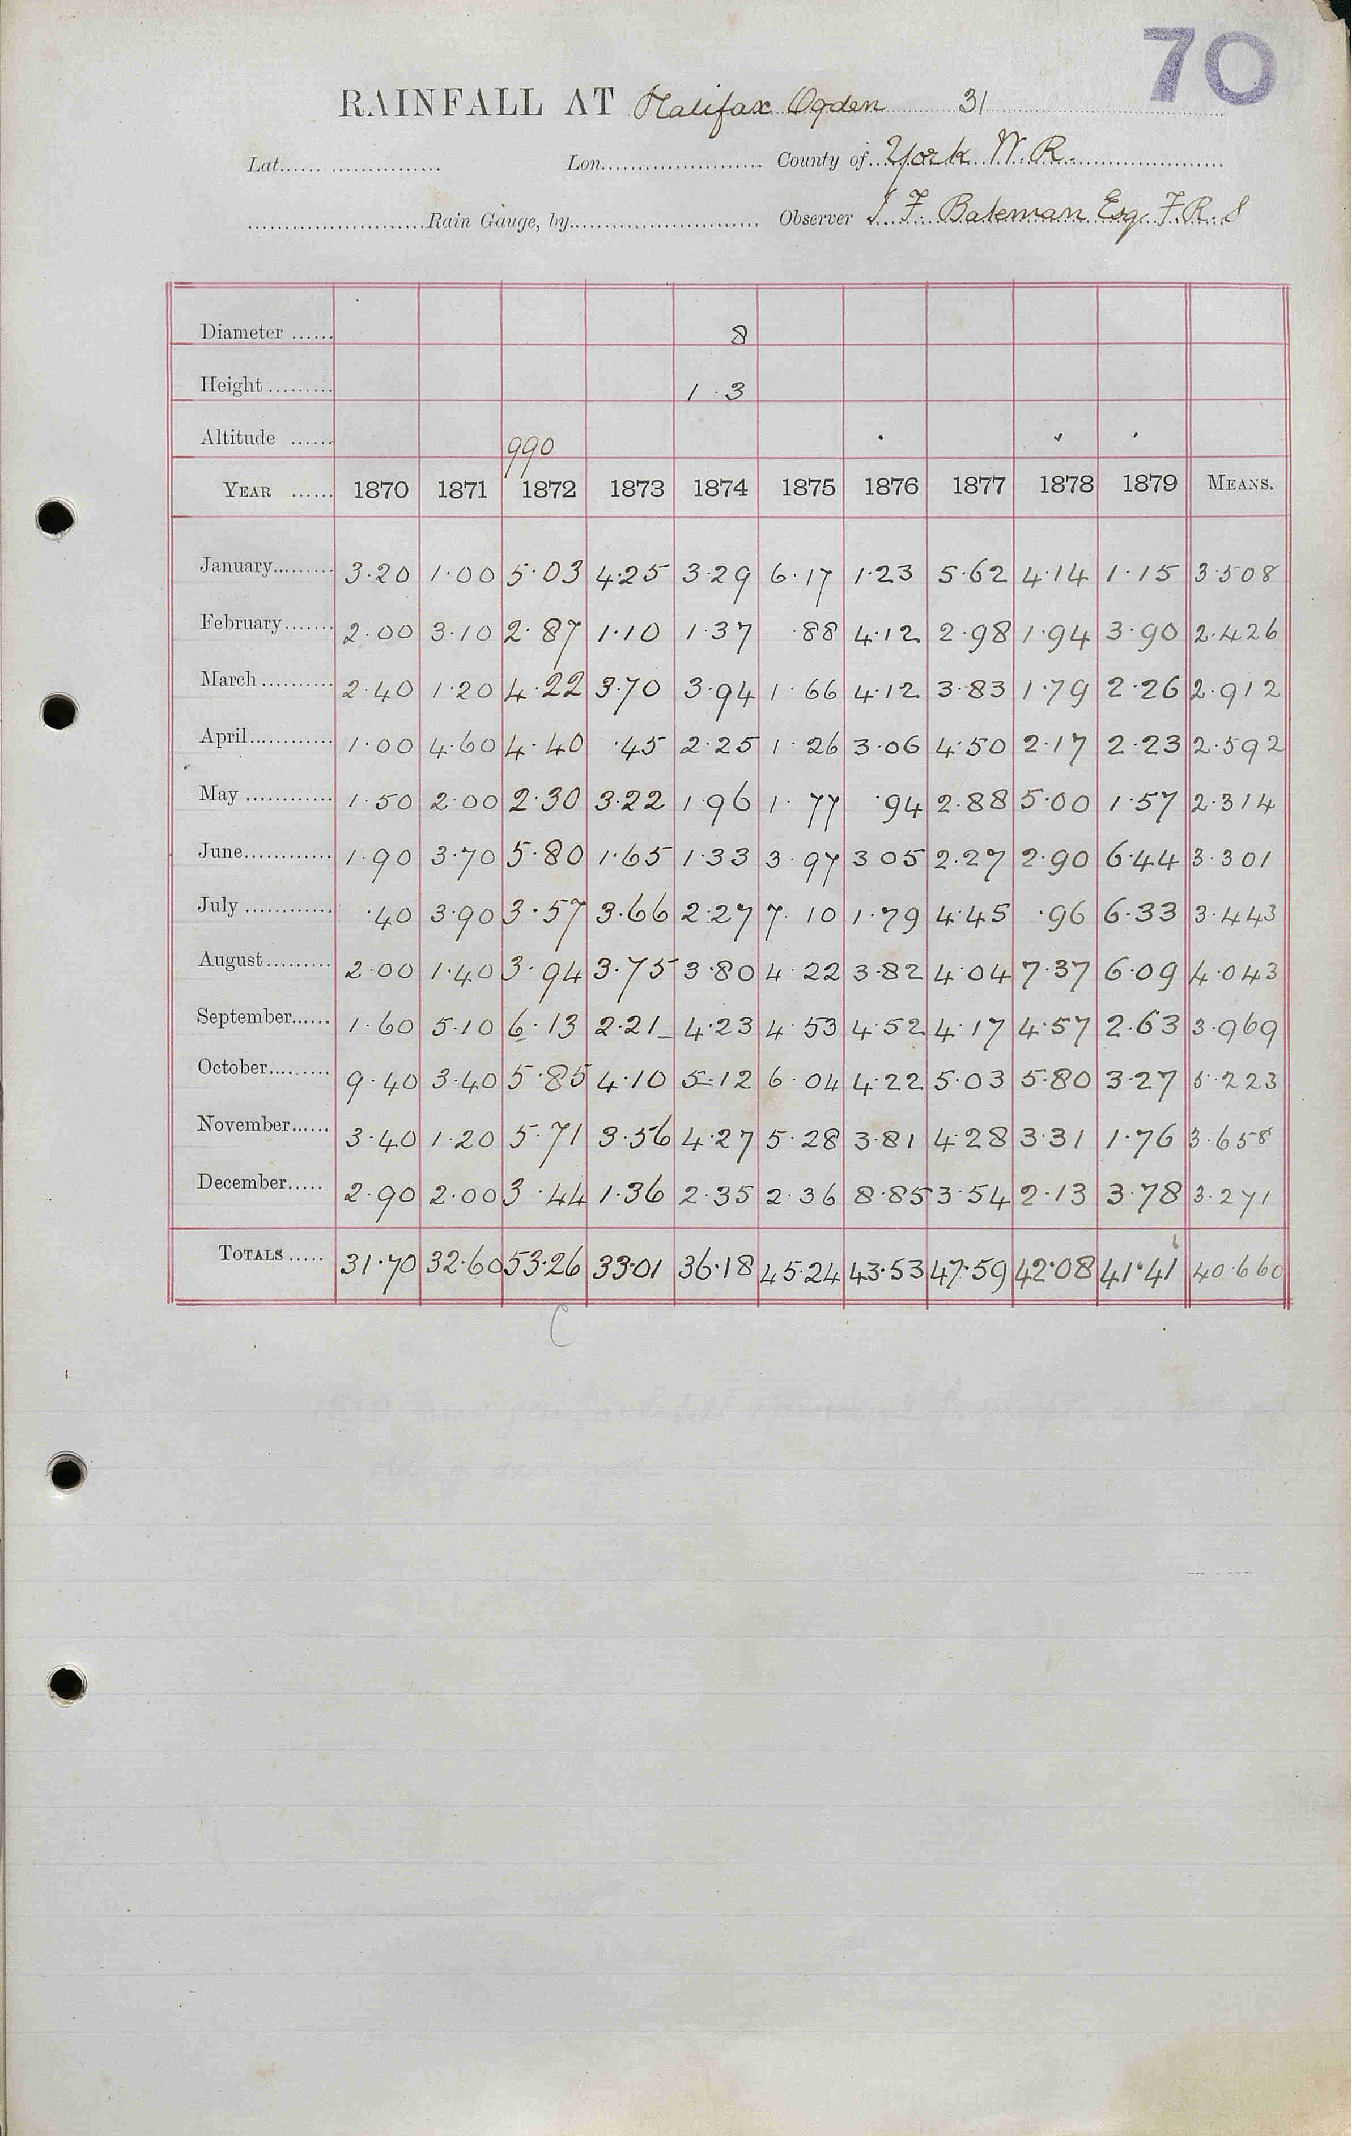 70
RAINFALL AT Halifax Ogden 31
Lat. Lon. County of York W. R.
Rain Gauge, by Observer J F. Bateman Esq. F.R.S
Diameter 8
Height 1 . 3
Altitude 990
YEAR 1870 1871 1872 1873 1874 1875 1876 1877 1878 1879 MEANS.
January 3.20 1.00 5.03 4.25 3.29 6.17 1.23 5.62 4.14 1.15 3.508
February 2.00 3.10 2.87 1.10 1.37 .88 4.12 2.98 1.94 3.90 2.426
March 2.40 1.20 4.22 3.70 3.94 1.66 4.12 3.83 1.79 2.26 2.912
April 1.00 4.60 4.40 .45 2.25 1.26 3.06 4.50 2.17 2.23 2.592
May 1.50 2.00 2.30 3.22 1.96 1.77 .94 2.88 5.00 1.57 2.314
June 1.90 3.70 5.80 1.65 1.33 3.97 3 05 2.27 2.90 6.44 3.301
July .40 3.90 3.57 3.66 2.27 7.10 1.79 4.45 .96 6.33 3.443
August 2.00 1.40 3.94 3.75 3.80 4.22 3.82 4.04 7.37 6.09 4.043
September 1.60 5.10 6.13 2.21 4.23 4.53 4.52 4.17 4.57 2.63 3.969
October 9.40 3.40 5.85 4.10 5.12 6.04 4.22 5.03 5.80 3.27 5.223
November 3.40 1.20 5.71 3.56 4.27 5.28 3.81 4.28 3.31 1.76 3.658
December 2.90 2.00 3.44 1.36 2.35 2.36 8.85 3.54 2.13 3.78 3.271
TOTALS 31.70 32.60 53.26 33.01 36.18 45.24 43.53 47.59 42.08 41.41 40.660
C